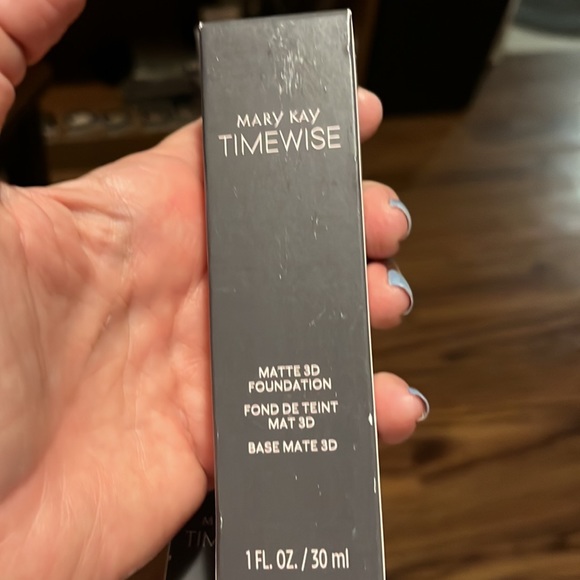 MARY KAY
TIMEWISE
MATTE 3D
FOUNDATION
FOND DE TEINT
MAT 3D
BASE MATE 3D
1 FL. OZ. / 30 ml